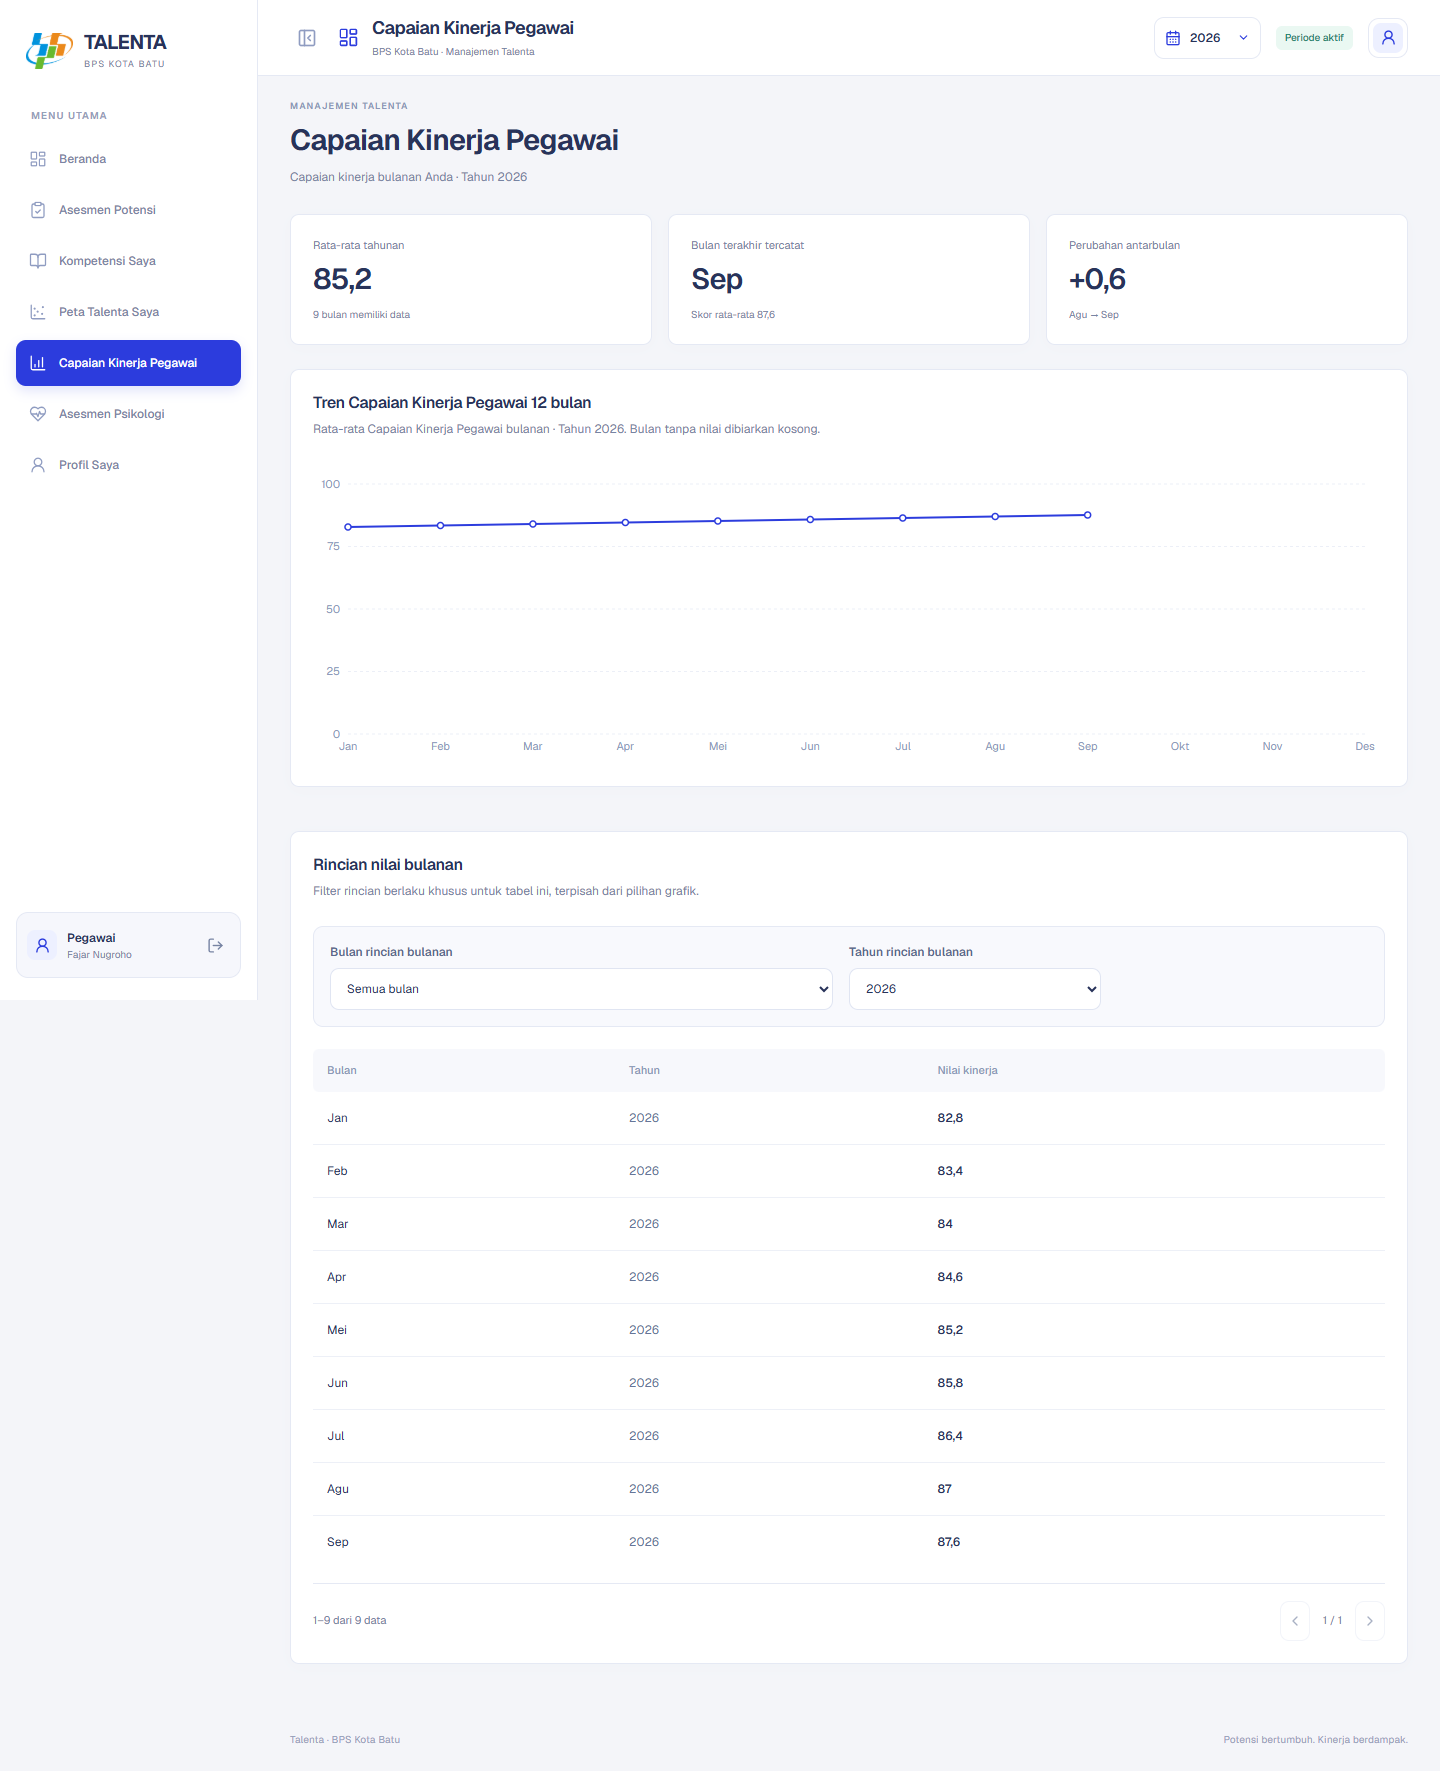 TALENTA
BPS KOTA BATU
MENU UTAMA
Beranda
Asesmen Potensi
Kompetensi Saya
Peta Talenta Saya
Capaian Kinerja Pegawai
Asesmen Psikologi
Profil Saya
Pegawai
Fajar Nugroho
Capaian Kinerja Pegawai
BPS Kota Batu · Manajemen Talenta
2026
Periode aktif
MANAJEMEN TALENTA
Capaian Kinerja Pegawai
Capaian kinerja bulanan Anda · Tahun 2026
Rata-rata tahunan
85,2
9 bulan memiliki data
Bulan terakhir tercatat
Sep
Skor rata-rata 87,6
Perubahan antarbulan
+0,6
Agu → Sep
Tren Capaian Kinerja Pegawai 12 bulan
Rata-rata Capaian Kinerja Pegawai bulanan · Tahun 2026. Bulan tanpa nilai dibiarkan kosong.
100
75
50
25
0
Jan Feb Mar Apr Mei Jun Jul Agu Sep Okt Nov Des
Rincian nilai bulanan
Filter rincian berlaku khusus untuk tabel ini, terpisah dari pilihan grafik.
Bulan rincian bulanan Tahun rincian bulanan
Semua bulan 2026
Bulan Tahun Nilai kinerja
Jan 2026 82,8
Feb 2026 83,4
Mar 2026 84
Apr 2026 84,6
Mei 2026 85,2
Jun 2026 85,8
Jul 2026 86,4
Agu 2026 87
Sep 2026 87,6
1–9 dari 9 data 1 / 1
Talenta · BPS Kota Batu Potensi bertumbuh. Kinerja berdampak.